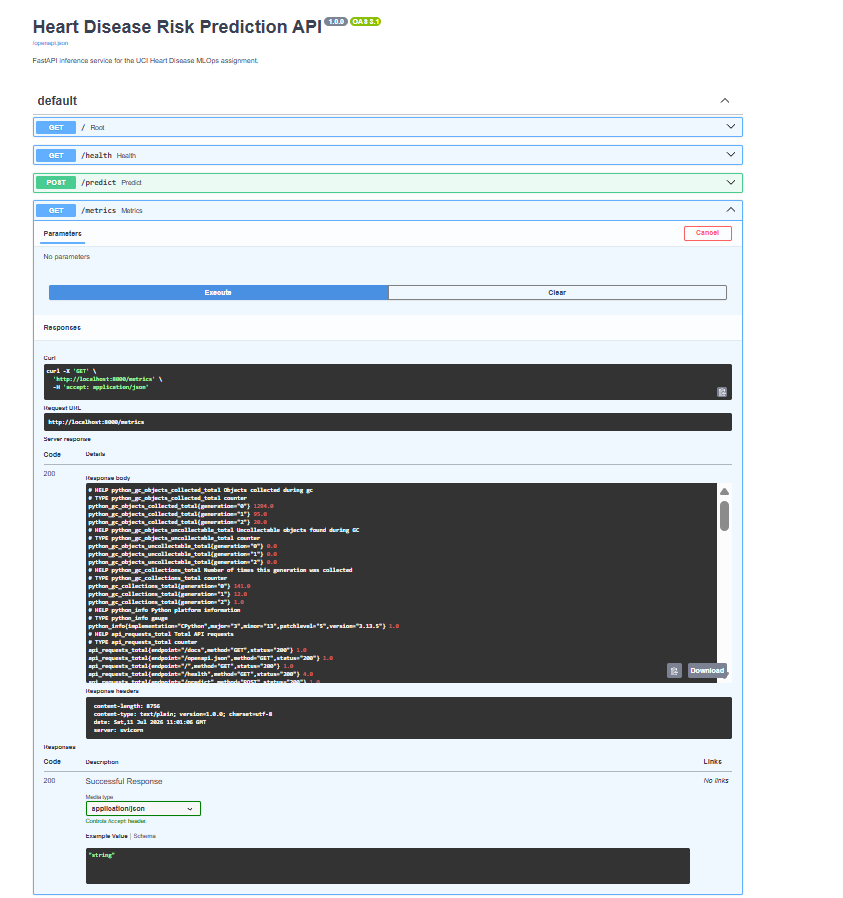 Heart Disease Risk Prediction API 1.0.0 OAS 3.1
/openapi.json
FastAPI inference service for the UCI Heart Disease MLOps assignment.
default
GET / Root
GET /health Health
POST /predict Predict
GET /metrics Metrics
Parameters
Cancel
No parameters
Execute
Clear
Responses
Curl
curl -X 'GET' \
'http://localhost:8000/metrics' \
-H 'accept: application/json'
Request URL
http://localhost:8000/metrics
Server response
Code Details
200
Response body
# HELP python_gc_objects_collected_total Objects collected during gc
# TYPE python_gc_objects_collected_total counter
python_gc_objects_collected_total{generation="0"} 1204.0
python_gc_objects_collected_total{generation="1"} 95.0
python_gc_objects_collected_total{generation="2"} 20.0
# HELP python_gc_objects_uncollectable_total Uncollectable objects found during GC
# TYPE python_gc_objects_uncollectable_total counter
python_gc_objects_uncollectable_total{generation="0"} 0.0
python_gc_objects_uncollectable_total{generation="1"} 0.0
python_gc_objects_uncollectable_total{generation="2"} 0.0
# HELP python_gc_collections_total Number of times this generation was collected
# TYPE python_gc_collections_total counter
python_gc_collections_total{generation="0"} 141.0
python_gc_collections_total{generation="1"} 12.0
python_gc_collections_total{generation="2"} 1.0
# HELP python_info Python platform information
# TYPE python_info gauge
python_info{implementation="CPython",major="3",minor="13",patchlevel="5",version="3.13.5"} 1.0
# HELP api_requests_total Total API requests
# TYPE api_requests_total counter
api_requests_total{endpoint="/docs",method="GET",status="200"} 1.0
api_requests_total{endpoint="/openapi.json",method="GET",status="200"} 1.0
api_requests_total{endpoint="/",method="GET",status="200"} 1.0
api_requests_total{endpoint="/health",method="GET",status="200"} 4.0
api_requests_total{endpoint="/predict",method="POST",status="200"} 1.0
Download
Response headers
content-length: 8756
content-type: text/plain; version=1.0.0; charset=utf-8
date: Sat,11 Jul 2026 11:01:06 GMT
server: uvicorn
Responses
Code Description Links
200 Successful Response No links
Media type
application/json
Controls Accept header.
Example Value | Schema
"string"